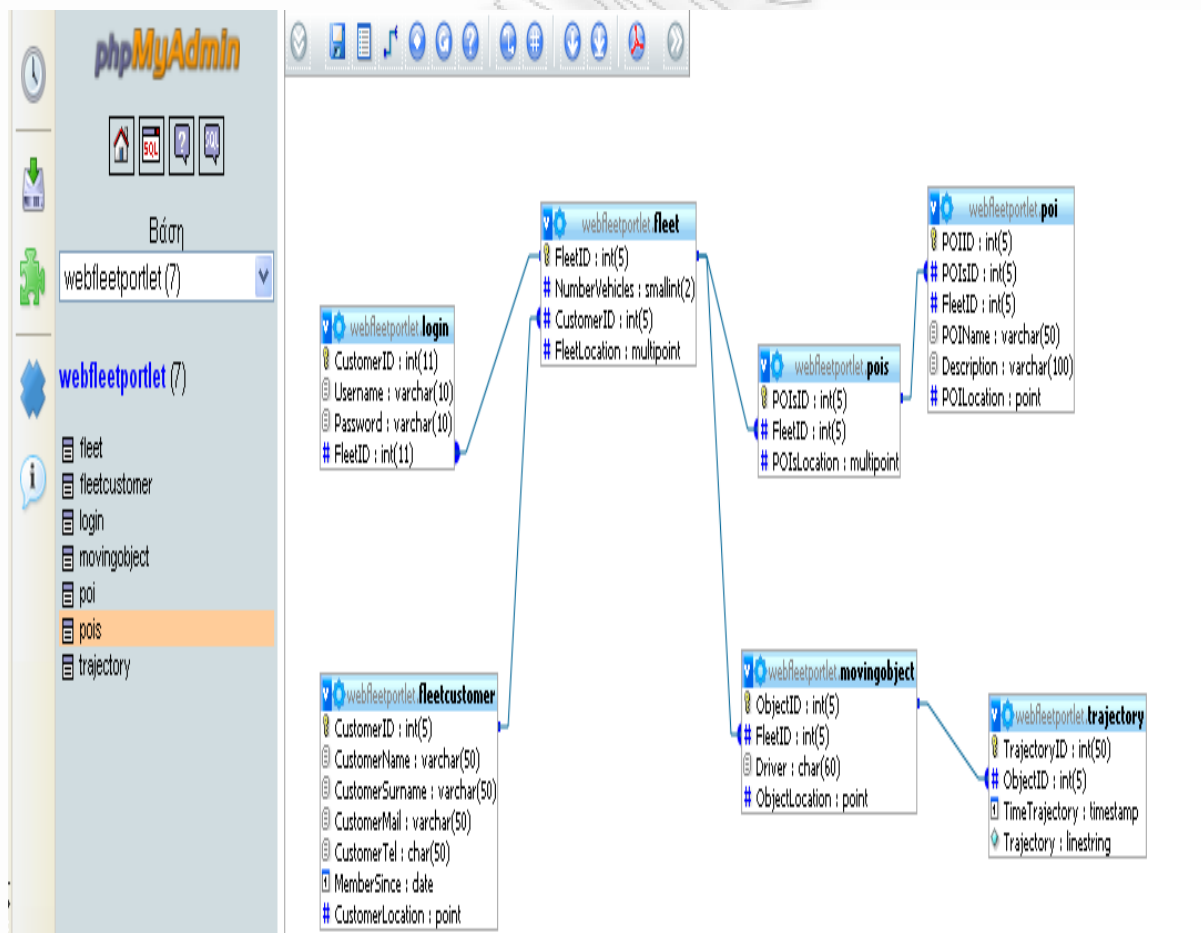 phpMyAdmin
SQL
?
SQL
Βάση
webfleetportlet (7)
webfleetportlet (7)
fleet
fleetcustomer
login
movingobject
poi
pois
trajectory
webfleetportlet.login
CustomerID : int(11)
Username : varchar(10)
Password : varchar(10)
FleetID : int(11)
webfleetportlet.fleet
FleetID : int(5)
NumberVehicles : smallint(2)
CustomerID : int(5)
FleetLocation : multipoint
webfleetportlet.pois
POIsID : int(5)
FleetID : int(5)
POIsLocation : multipoint
webfleetportlet.poi
POIID : int(5)
POIsID : int(5)
FleetID : int(5)
POIName : varchar(50)
Description : varchar(100)
POILocation : point
webfleetportlet.fleetcustomer
CustomerID : int(5)
CustomerName : varchar(50)
CustomerSurname : varchar(50)
CustomerMail : varchar(50)
CustomerTel : char(50)
MemberSince : date
CustomerLocation : point
webfleetportlet.movingobject
ObjectID : int(5)
FleetID : int(5)
Driver : char(60)
ObjectLocation : point
webfleetportlet.trajectory
TrajectoryID : int(50)
ObjectID : int(5)
TimeTrajectory : timestamp
Trajectory : linestring